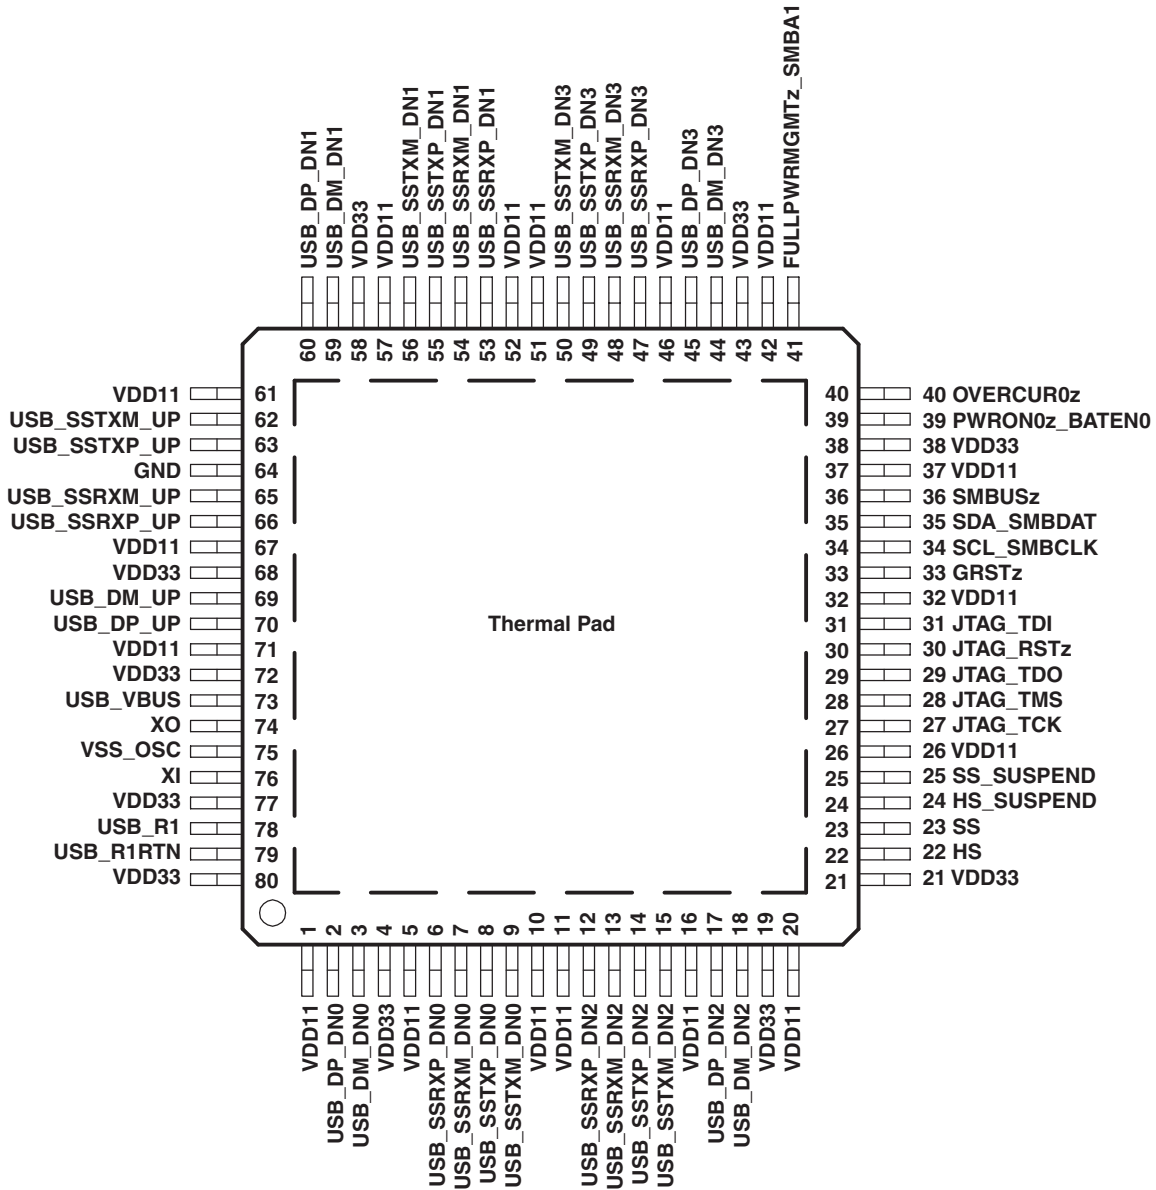 USB_DP_DN1
USB_DM_DN1
VDD33
VDD11
USB_SSTXM_DN1
USB_SSTXP_DN1
USB_SSRXM_DN1
USB_SSRXP_DN1
VDD11
VDD11
USB_SSTXM_DN3
USB_SSTXP_DN3
USB_SSRXM_DN3
USB_SSRXP_DN3
VDD11
USB_DP_DN3
USB_DM_DN3
VDD33
VDD11
FULLPWRMGMTz_SMBA1
60
59
58
57
56
55
54
53
52
51
50
49
48
47
46
45
44
43
42
41
VDD11 61
USB_SSTXM_UP 62
USB_SSTXP_UP 63
GND 64
USB_SSRXM_UP 65
USB_SSRXP_UP 66
VDD11 67
VDD33 68
USB_DM_UP 69
USB_DP_UP 70
VDD11 71
VDD33 72
USB_VBUS 73
XO 74
VSS_OSC 75
XI 76
VDD33 77
USB_R1 78
USB_R1RTN 79
VDD33 80
Thermal Pad
40 40 OVERCUR0z
39 39 PWRON0z_BATEN0
38 38 VDD33
37 37 VDD11
36 36 SMBUSz
35 35 SDA_SMBDAT
34 34 SCL_SMBCLK
33 33 GRSTz
32 32 VDD11
31 31 JTAG_TDI
30 30 JTAG_RSTz
29 29 JTAG_TDO
28 28 JTAG_TMS
27 27 JTAG_TCK
26 26 VDD11
25 25 SS_SUSPEND
24 24 HS_SUSPEND
23 23 SS
22 22 HS
21 21 VDD33
1
2
3
4
5
6
7
8
9
10
11
12
13
14
15
16
17
18
19
20
VDD11
USB_DP_DN0
USB_DM_DN0
VDD33
VDD11
USB_SSRXP_DN0
USB_SSRXM_DN0
USB_SSTXP_DN0
USB_SSTXM_DN0
VDD11
VDD11
USB_SSRXP_DN2
USB_SSRXM_DN2
USB_SSTXP_DN2
USB_SSTXM_DN2
VDD11
USB_DP_DN2
USB_DM_DN2
VDD33
VDD11